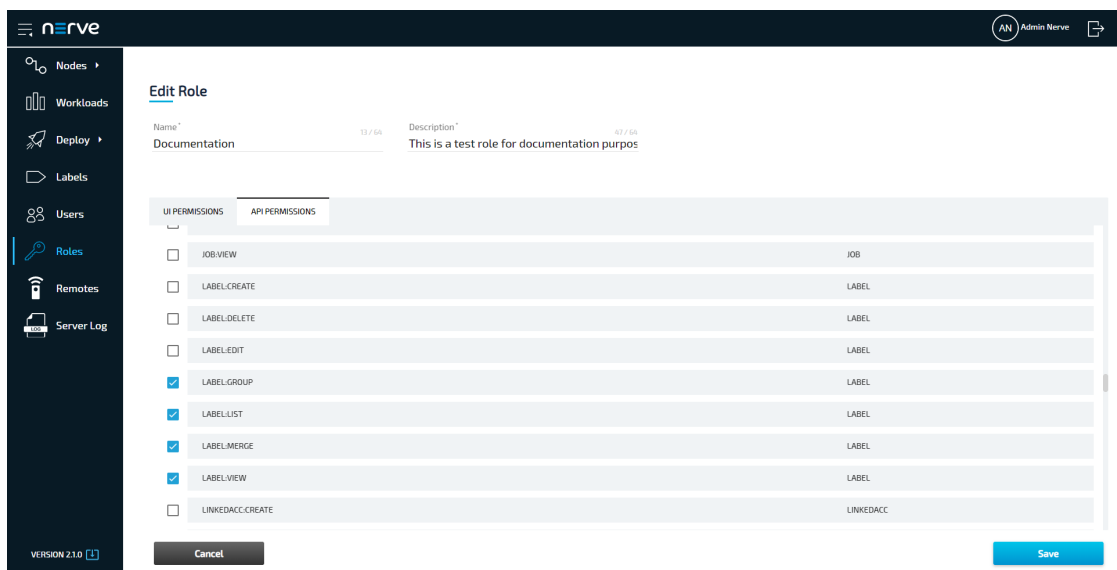 nerve
AN Admin Nerve
Nodes
Workloads
Deploy
Labels
Users
Roles
Remotes
LOG Server Log
VERSION 2.1.0
Edit Role
Name* 13 / 64 Description* 47 / 64
Documentation This is a test role for documentation purpos
UI PERMISSIONS API PERMISSIONS
JOB:VIEW JOB
LABEL:CREATE LABEL
LABEL:DELETE LABEL
LABEL:EDIT LABEL
LABEL:GROUP LABEL
LABEL:LIST LABEL
LABEL:MERGE LABEL
LABEL:VIEW LABEL
LINKEDACC:CREATE LINKEDACC
Cancel Save